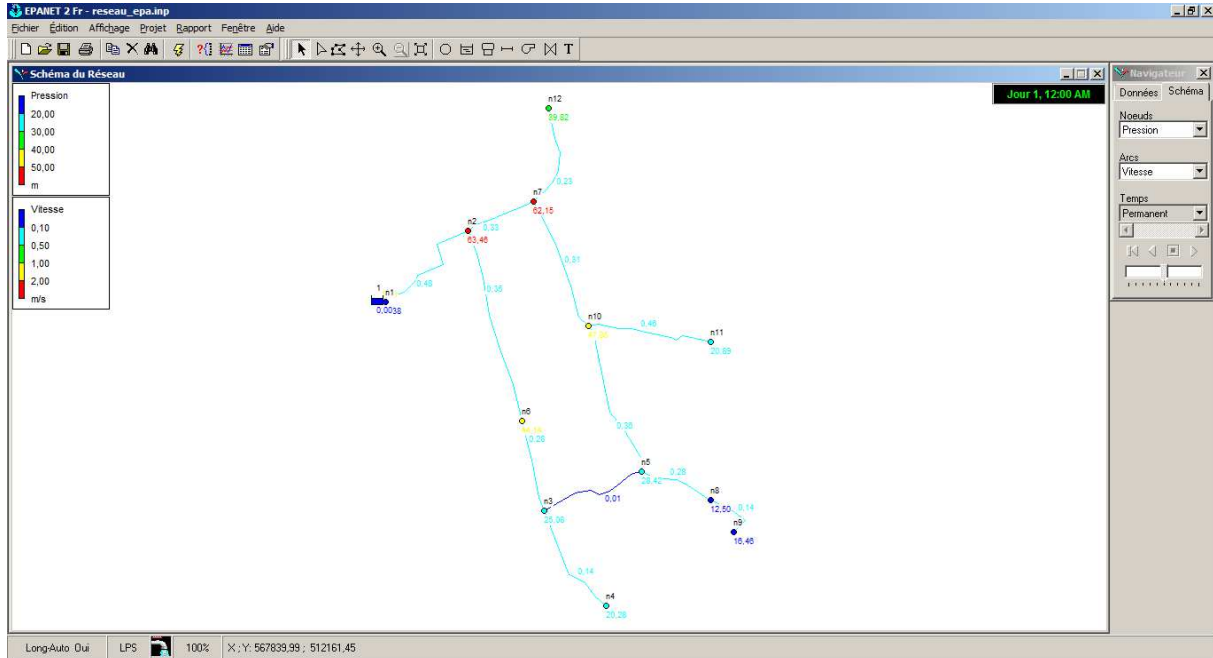 EPANET 2 Fr - reseau_epa.inp
Fichier Édition Affichage Projet Rapport Fenêtre Aide
T
Schéma du Réseau
Jour 1, 12:00 AM
Pression
20,00
30,00
40,00
50,00
m
Vitesse
0,10
0,50
1,00
2,00
m/s
n12
39,82
0,23
n7
62,15
n2
0,33
63,46
0,31
0,35
0,48
1
n1
0,0038
n10
0,46
n11
20,89
n6
0,28
0,36
n5
0,28
28,42
n3
0,01
25,06
n8
12,50
0,14
n9
16,46
0,14
n4
20,28
Navigateur
Données Schéma
Noeuds
Pression
Arcs
Vitesse
Temps
Permanent
Long-Auto Oui LPS 100% X ; Y: 567839,99 ; 512161,45